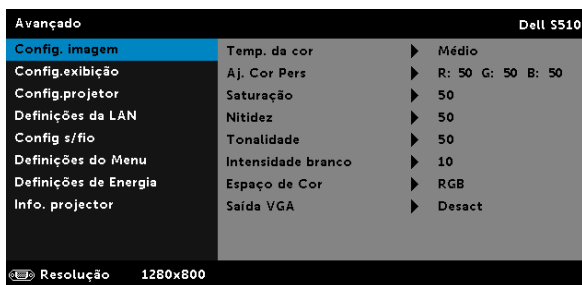 Avançado Dell S510
Config. imagem Temp. da cor Médio
Config.exibição Aj. Cor Pers R: 50 G: 50 B: 50
Config.projetor Saturação 50
Definições da LAN Nitidez 50
Config s/fio Tonalidade 50
Definições do Menu Intensidade branco 10
Definições de Energia Espaço de Cor RGB
Info. projector Saída VGA Desact
Resolução 1280x800